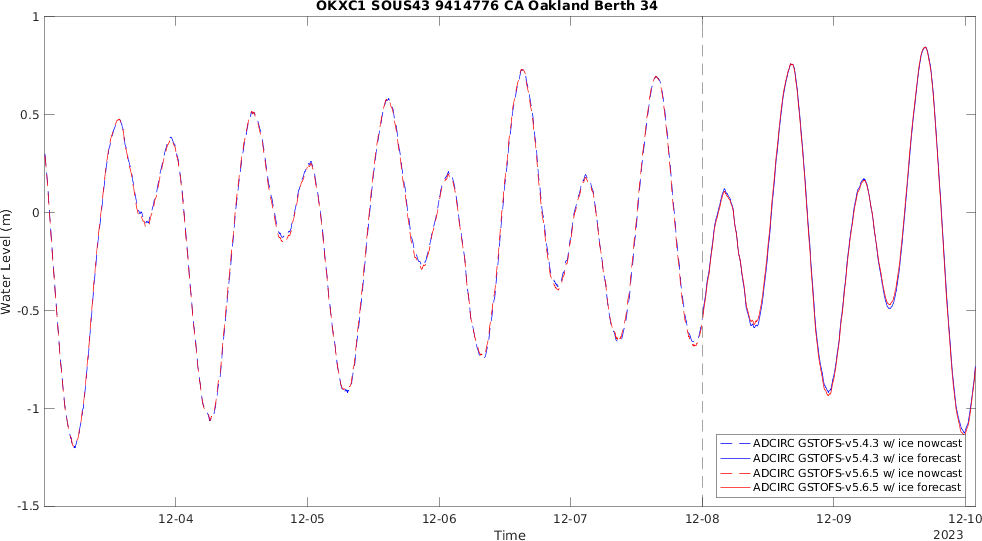 OKXC1 SOUS43 9414776 CA Oakland Berth 34
1
0.5
0
-0.5
-1
-1.5
Water Level (m)
12-04
12-05
12-06
12-07
12-08
12-09
12-10
Time
2023
ADCIRC GSTOFS-v5.4.3 w/ ice nowcast
ADCIRC GSTOFS-v5.4.3 w/ ice forecast
ADCIRC GSTOFS-v5.6.5 w/ ice nowcast
ADCIRC GSTOFS-v5.6.5 w/ ice forecast